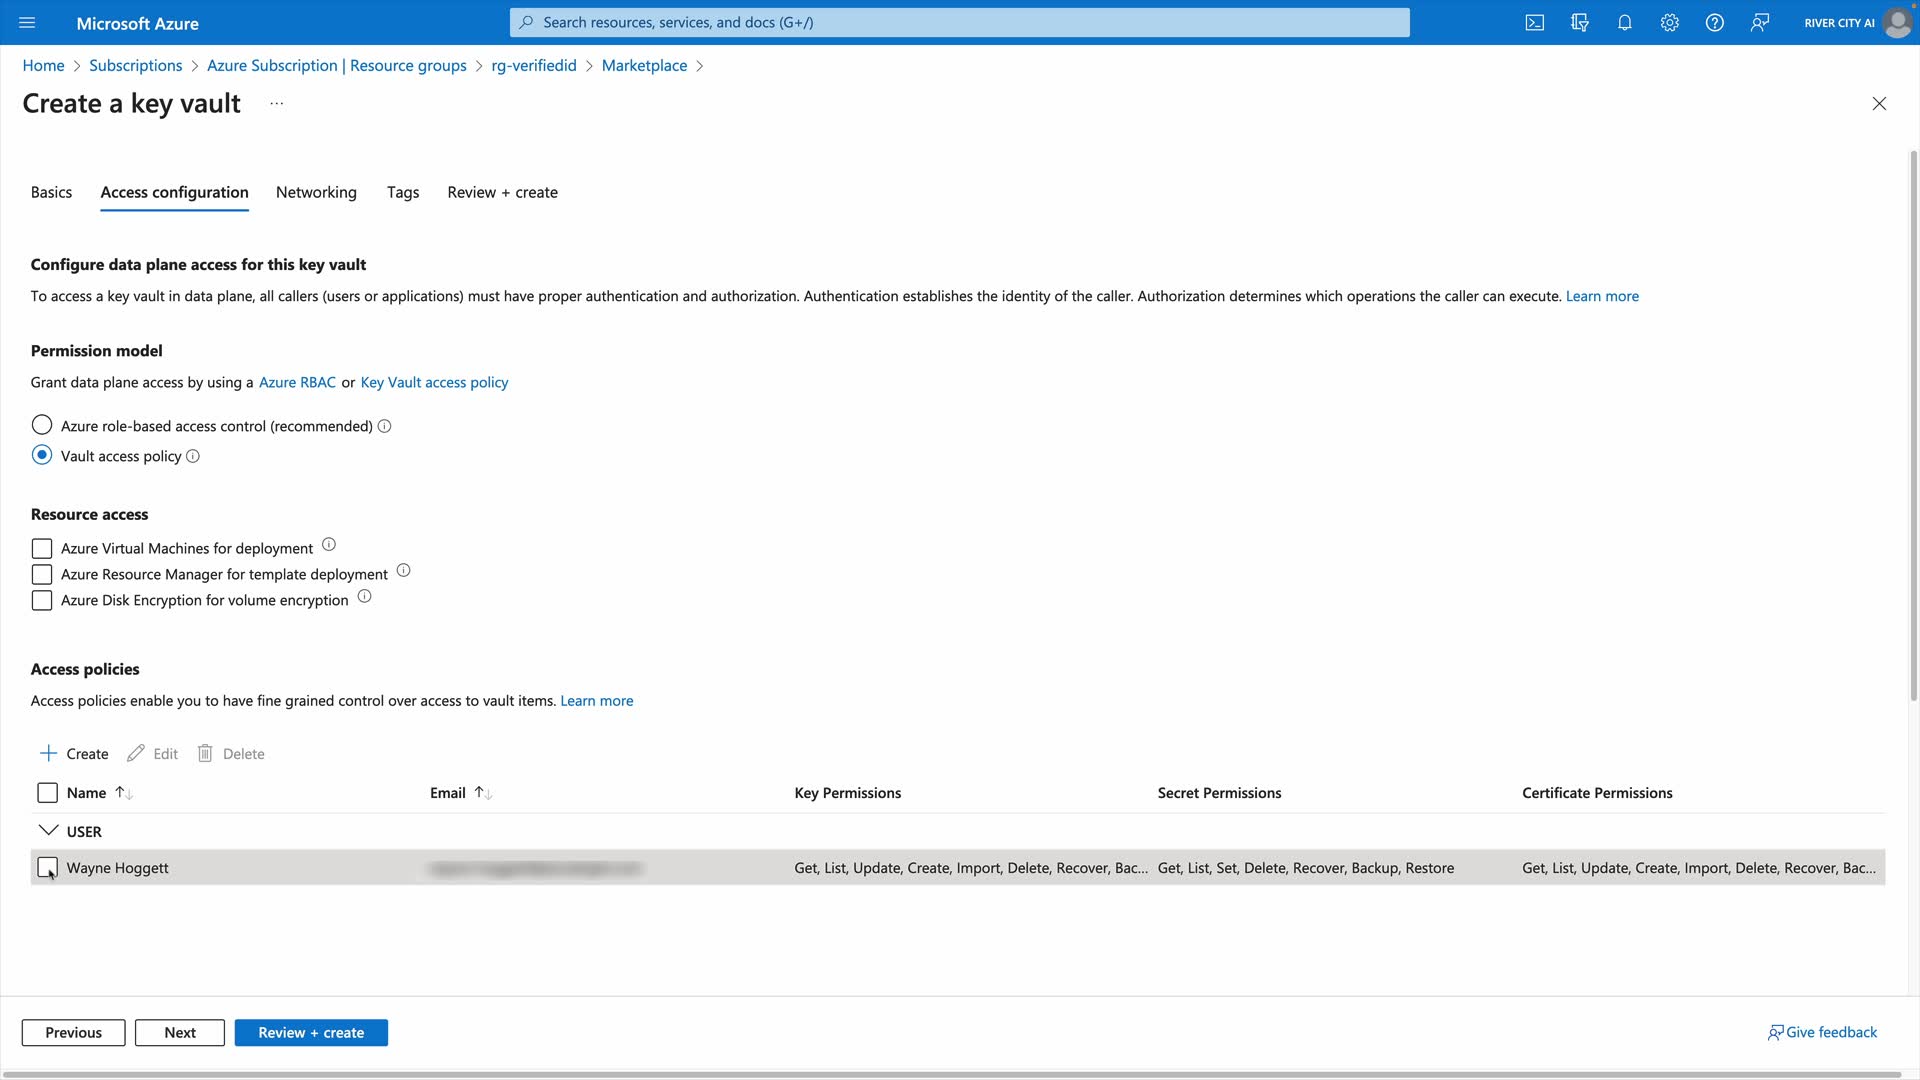 Microsoft Azure
Search resources, services, and docs (G+/)
RIVER CITY AI
Home > Subscriptions > Azure Subscription | Resource groups > rg-verifiedid > Marketplace >
Create a key vault ...
Basics Access configuration Networking Tags Review + create
Configure data plane access for this key vault
To access a key vault in data plane, all callers (users or applications) must have proper authentication and authorization. Authentication establishes the identity of the caller. Authorization determines which operations the caller can execute. Learn more
Permission model
Grant data plane access by using a Azure RBAC or Key Vault access policy
Azure role-based access control (recommended)
Vault access policy
Resource access
Azure Virtual Machines for deployment
Azure Resource Manager for template deployment
Azure Disk Encryption for volume encryption
Access policies
Access policies enable you to have fine grained control over access to vault items. Learn more
Create Edit Delete
Name Email Key Permissions Secret Permissions Certificate Permissions
USER
Wayne Hoggett Get, List, Update, Create, Import, Delete, Recover, Bac... Get, List, Set, Delete, Recover, Backup, Restore Get, List, Update, Create, Import, Delete, Recover, Bac...
Previous Next Review + create Give feedback